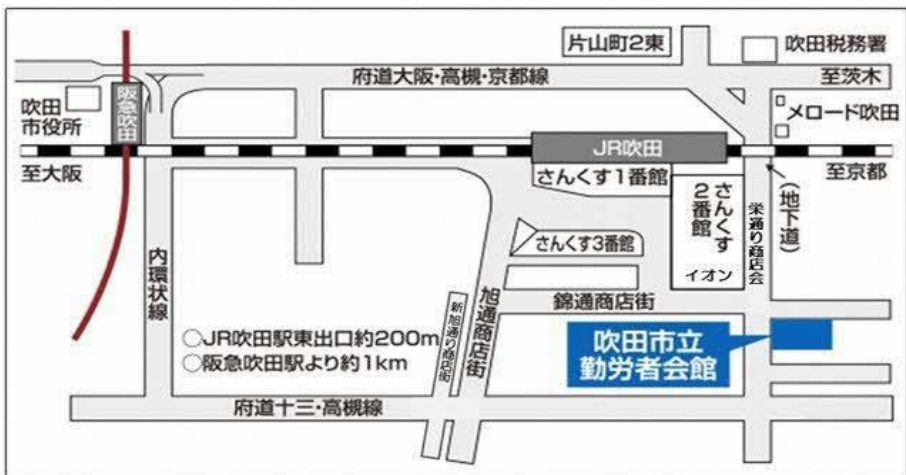 片山町2東
吹田税務署
府道大阪・高槻・京都線
至茨木
阪急吹田
吹田
市役所
メロード吹田
JR吹田
至大阪
至京都
さんくす1番館
さんくす
2番館
イオン
栄通り商店会
(地下道)
さんくす3番館
内環状線
旭通商店街
新旭通り商店街
錦通商店街
○JR吹田駅東出口約200m
○阪急吹田駅より約1km
吹田市立
勤労者会館
府道十三・高槻線